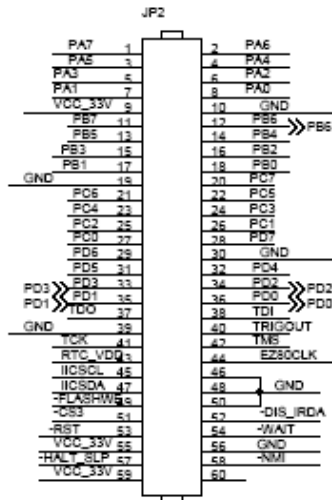 JP2
PA7 1 2 PA6
PA5 3 4 PA4
PA3 5 6 PA2
PA1 7 8 PA0
VCC_33V 9 10 GND
PB7 11 12 PB6 PB6
PB5 13 14 PB4
PB3 15 16 PB2
PB1 17 18 PB0
GND 19 20 PC7
PC6 21 22 PC5
PC4 23 24 PC3
PC2 25 26 PC1
PC0 27 28 PD7
PD6 29 30 GND
PD5 31 32 PD4
PD3 PD3 33 34 PD2 PD2
PD1 PD1 35 36 PD0 PD0
TDO 37 38 TDI
GND 39 40 TRIGOUT
TCK 41 42 TMS
RTC_VDD 43 44 EZ80CLK
IICSCL 45 46
IICSDA 47 48 GND
-FLASHWE 49 50
-CS3 51 52 -DIS_IRDA
-RST 53 54 -WAIT
VCC_33V 55 56 GND
-HALT_SLP 57 58 -NMI
VCC_33V 59 60